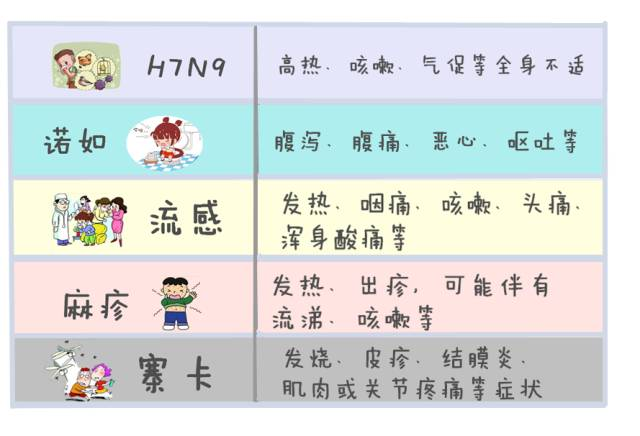 H7N9
高热、咳嗽、气促等全身不适
诺如
腹泻、腹痛、恶心、呕吐等
流感
发热、咽痛、咳嗽、头痛、
浑身酸痛等
麻疹
发热、出疹,可能伴有
流涕、咳嗽等
寨卡
发烧、皮疹、结膜炎、
肌肉或关节疼痛等症状